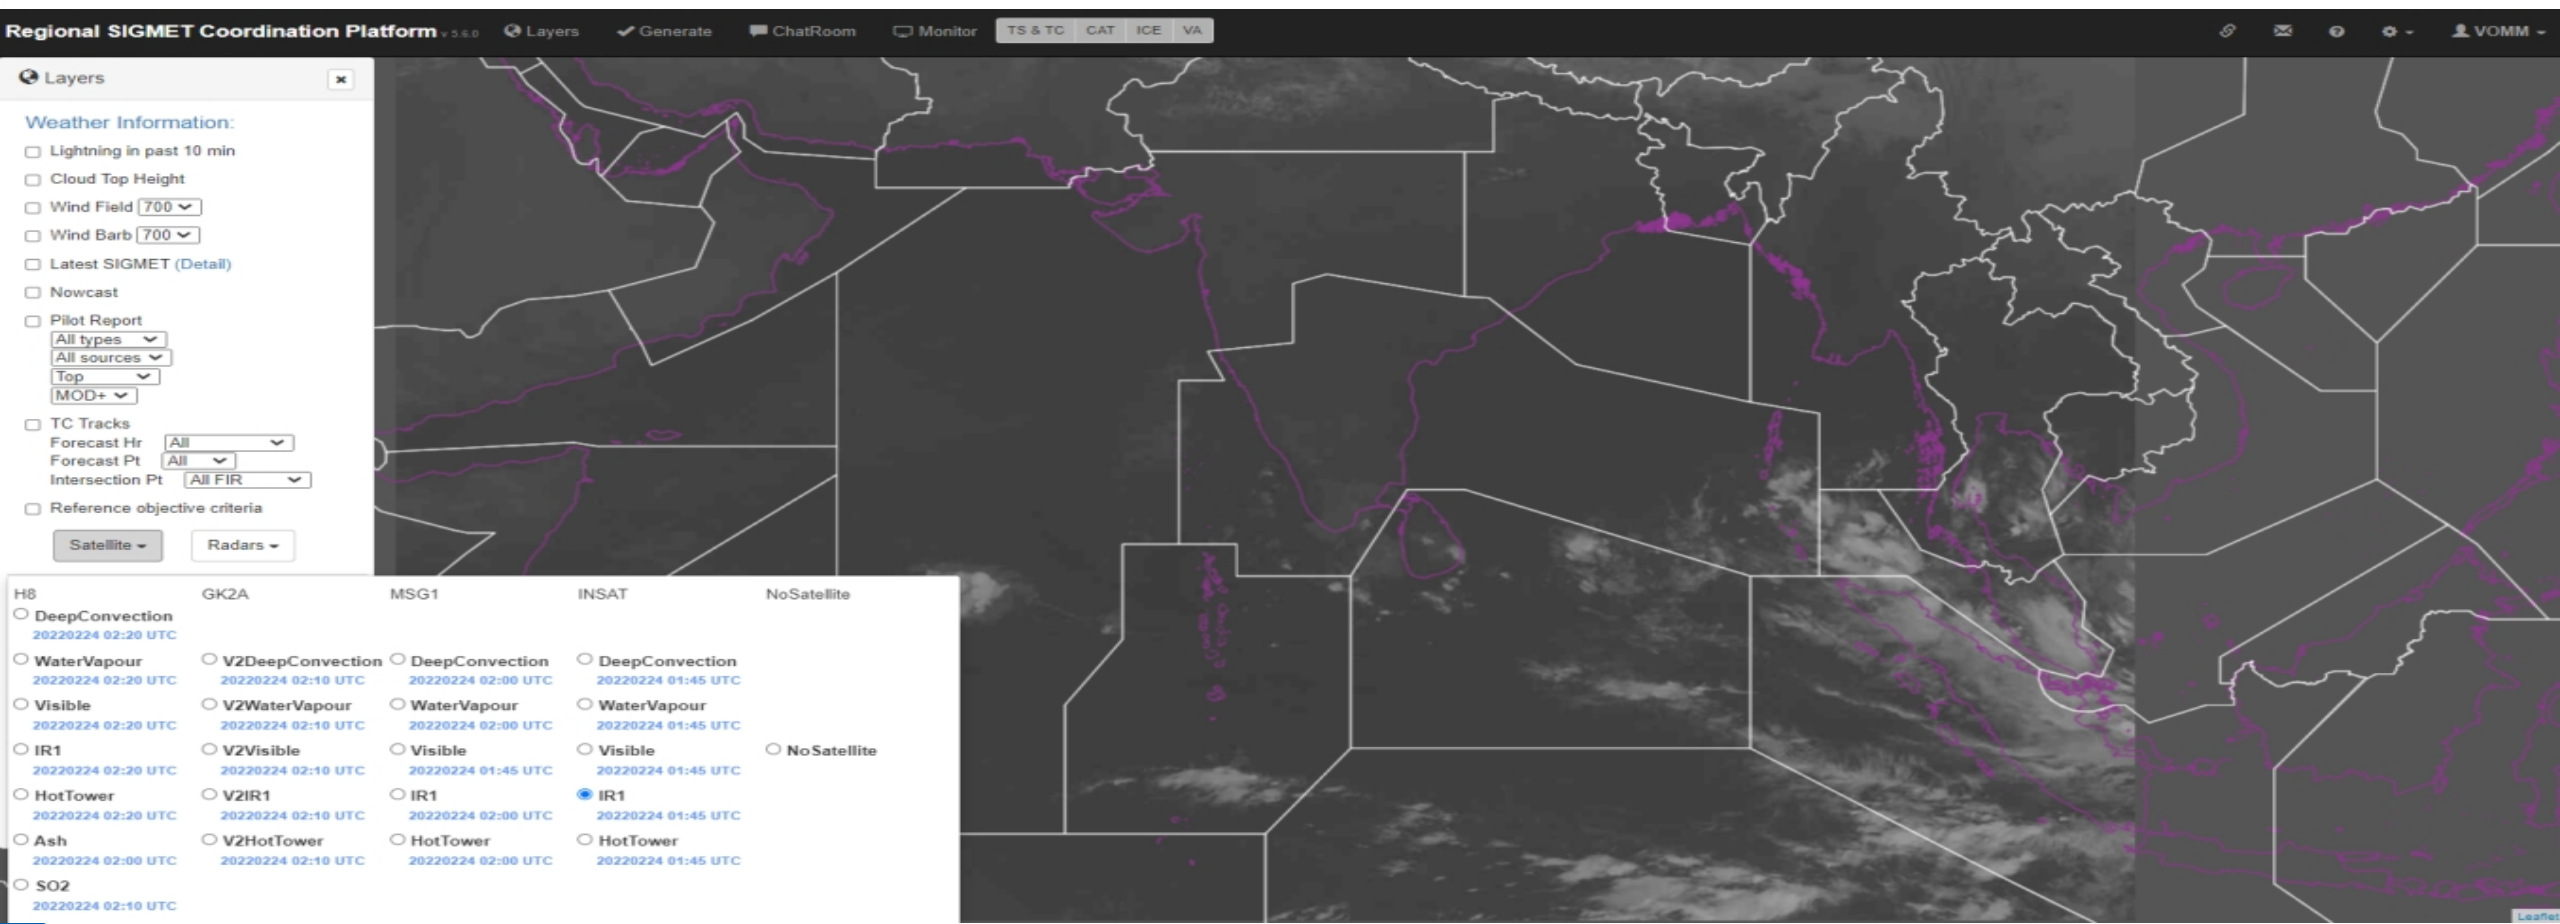 Regional SIGMET Coordination Platform v 5.6.0 Layers Generate ChatRoom Monitor TS & TC CAT ICE VA VOMM
Layers
Weather Information:
Lightning in past 10 min
Cloud Top Height
Wind Field 700
Wind Barb 700
Latest SIGMET (Detail)
Nowcast
Pilot Report
All types
All sources
Top
MOD+
TC Tracks
Forecast Hr All
Forecast Pt All
Intersection Pt All FIR
Reference objective criteria
Satellite Radars
H8 GK2A MSG1 INSAT NoSatellite
DeepConvection
20220224 02:20 UTC
WaterVapour V2DeepConvection DeepConvection DeepConvection
20220224 02:20 UTC 20220224 02:10 UTC 20220224 02:00 UTC 20220224 01:45 UTC
Visible V2WaterVapour WaterVapour WaterVapour
20220224 02:20 UTC 20220224 02:10 UTC 20220224 02:00 UTC 20220224 01:45 UTC
IR1 V2Visible Visible Visible NoSatellite
20220224 02:20 UTC 20220224 02:10 UTC 20220224 01:45 UTC 20220224 01:45 UTC
HotTower V2IR1 IR1 IR1
20220224 02:20 UTC 20220224 02:10 UTC 20220224 02:00 UTC 20220224 01:45 UTC
Ash V2HotTower HotTower HotTower
20220224 02:00 UTC 20220224 02:10 UTC 20220224 02:00 UTC 20220224 01:45 UTC
SO2
20220224 02:10 UTC
Leaflet